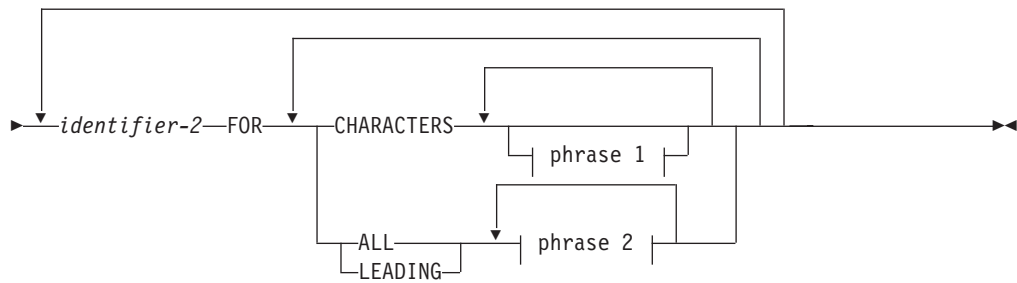 identifier-2 FOR CHARACTERS
phrase 1
ALL phrase 2
LEADING